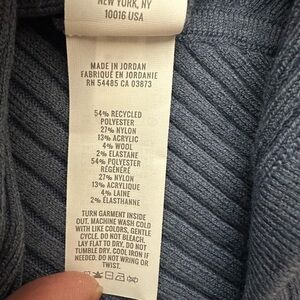 NEW YORK, NY
10016 USA
MADE IN JORDAN
FABRIQUÉ EN JORDANIE
RN 54485 CA 03873
54% RECYCLED
POLYESTER
27% NYLON
13% ACRYLIC
4% WOOL
2% ELASTANE
54% POLYESTER
RÉGÉNÉRÉ
27% NYLON
13% ACRYLIQUE
4% LAINE
2% ÉLASTHANNE
TURN GARMENT INSIDE
OUT. MACHINE WASH COLD
WITH LIKE COLORS, GENTLE
CYCLE. DO NOT BLEACH.
LAY FLAT TO DRY. DO NOT
TUMBLE DRY. COOL IRON IF
NEEDED. DO NOT WRING OR
TWIST.